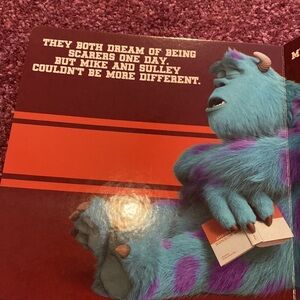 THEY BOTH DREAM OF BEING
SCARERS ONE DAY.
BUT MIKE AND SULLEY
COULDN'T BE MORE DIFFERENT.
M